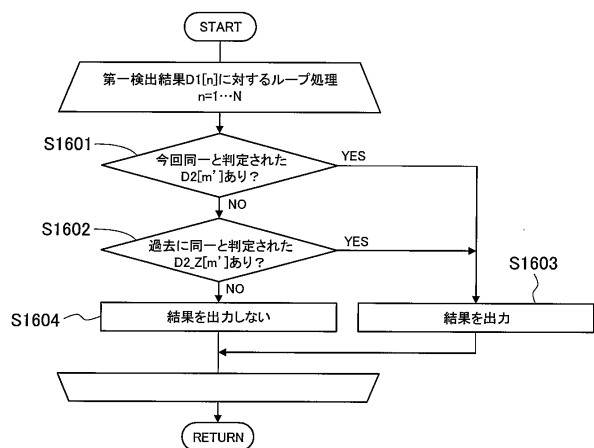 START
第一検出結果D1[n]に対するループ処理
n=1…N
S1601
今回同一と判定された
D2[m']あり?
YES
NO
S1602
過去に同一と判定された
D2_Z[m']あり?
YES
NO
S1603
S1604
結果を出力しない
結果を出力
RETURN